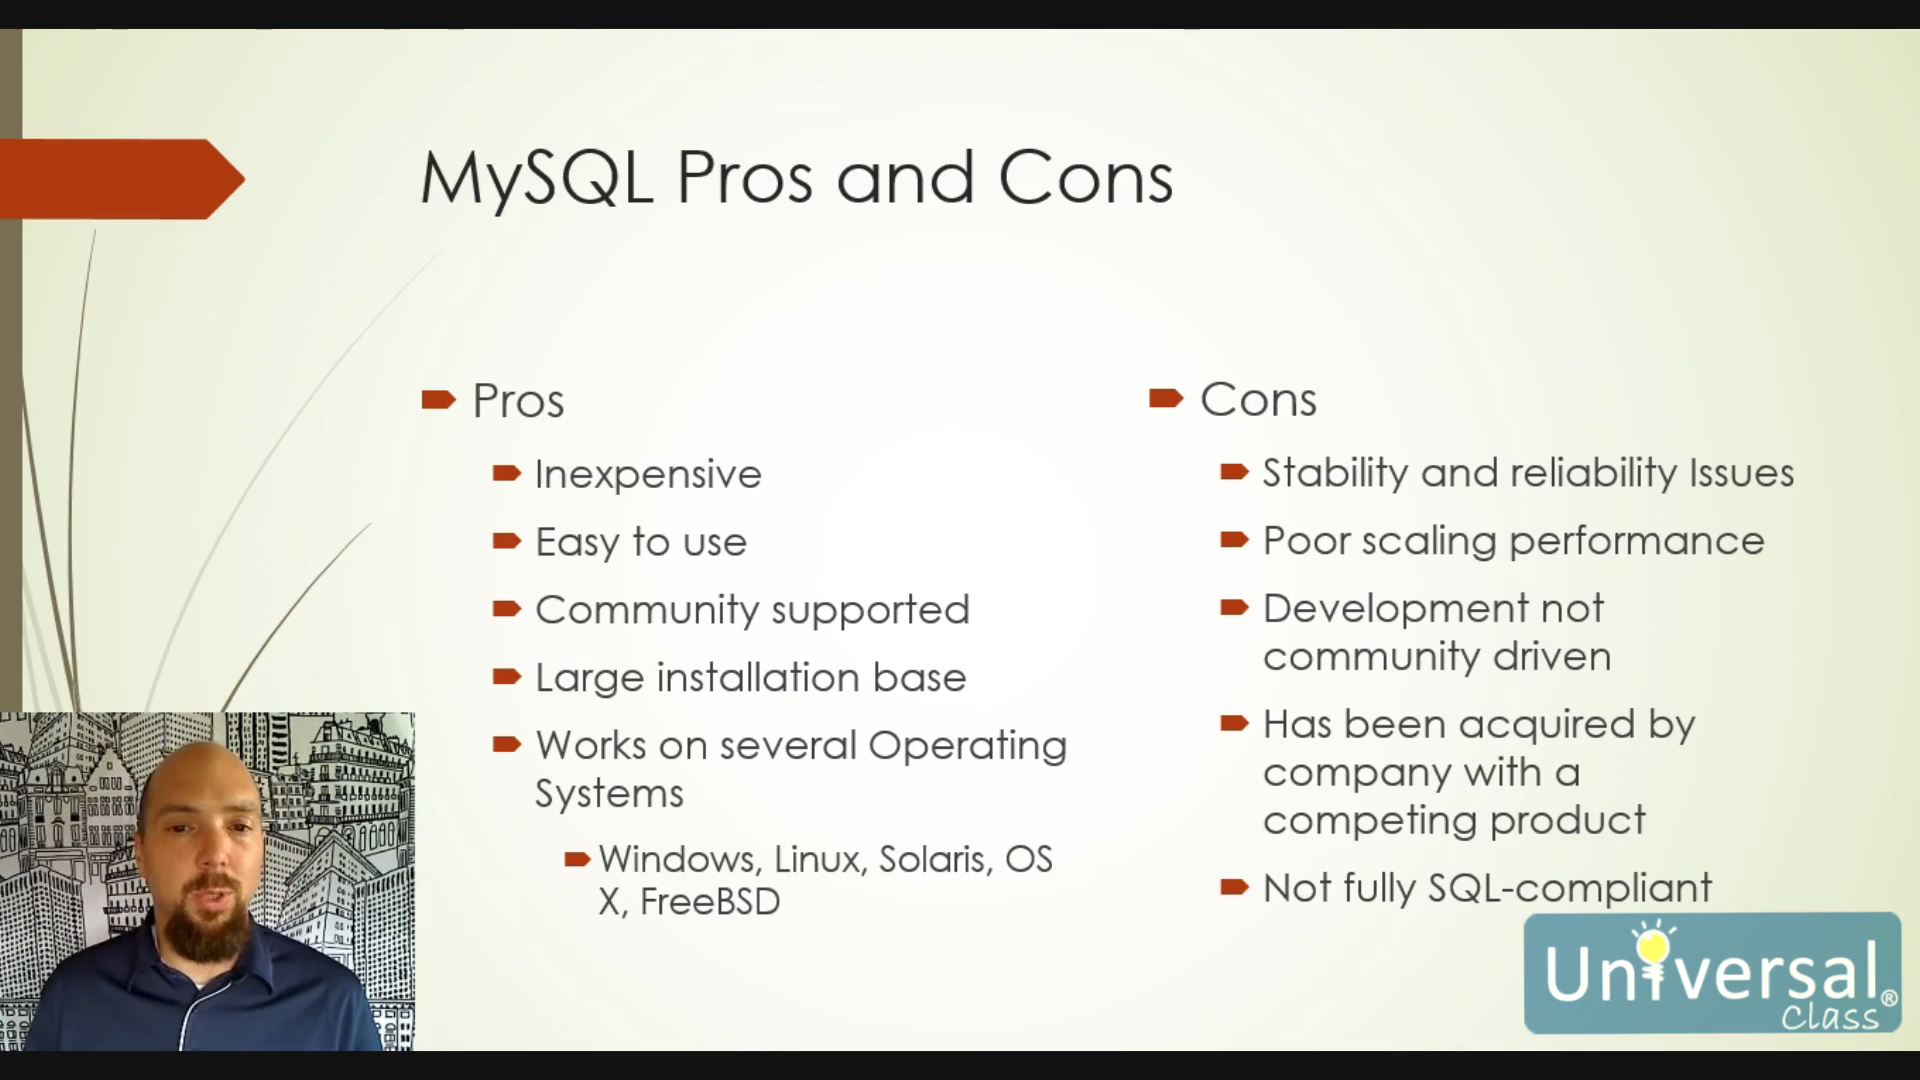 MySQL Pros and Cons
Pros
Inexpensive
Easy to use
Community supported
Large installation base
Works on several Operating
Systems
Windows, Linux, Solaris, OS
X, FreeBSD
Cons
Stability and reliability Issues
Poor scaling performance
Development not
community driven
Has been acquired by
company with a
competing product
Not fully SQL-compliant
Universal®
Class